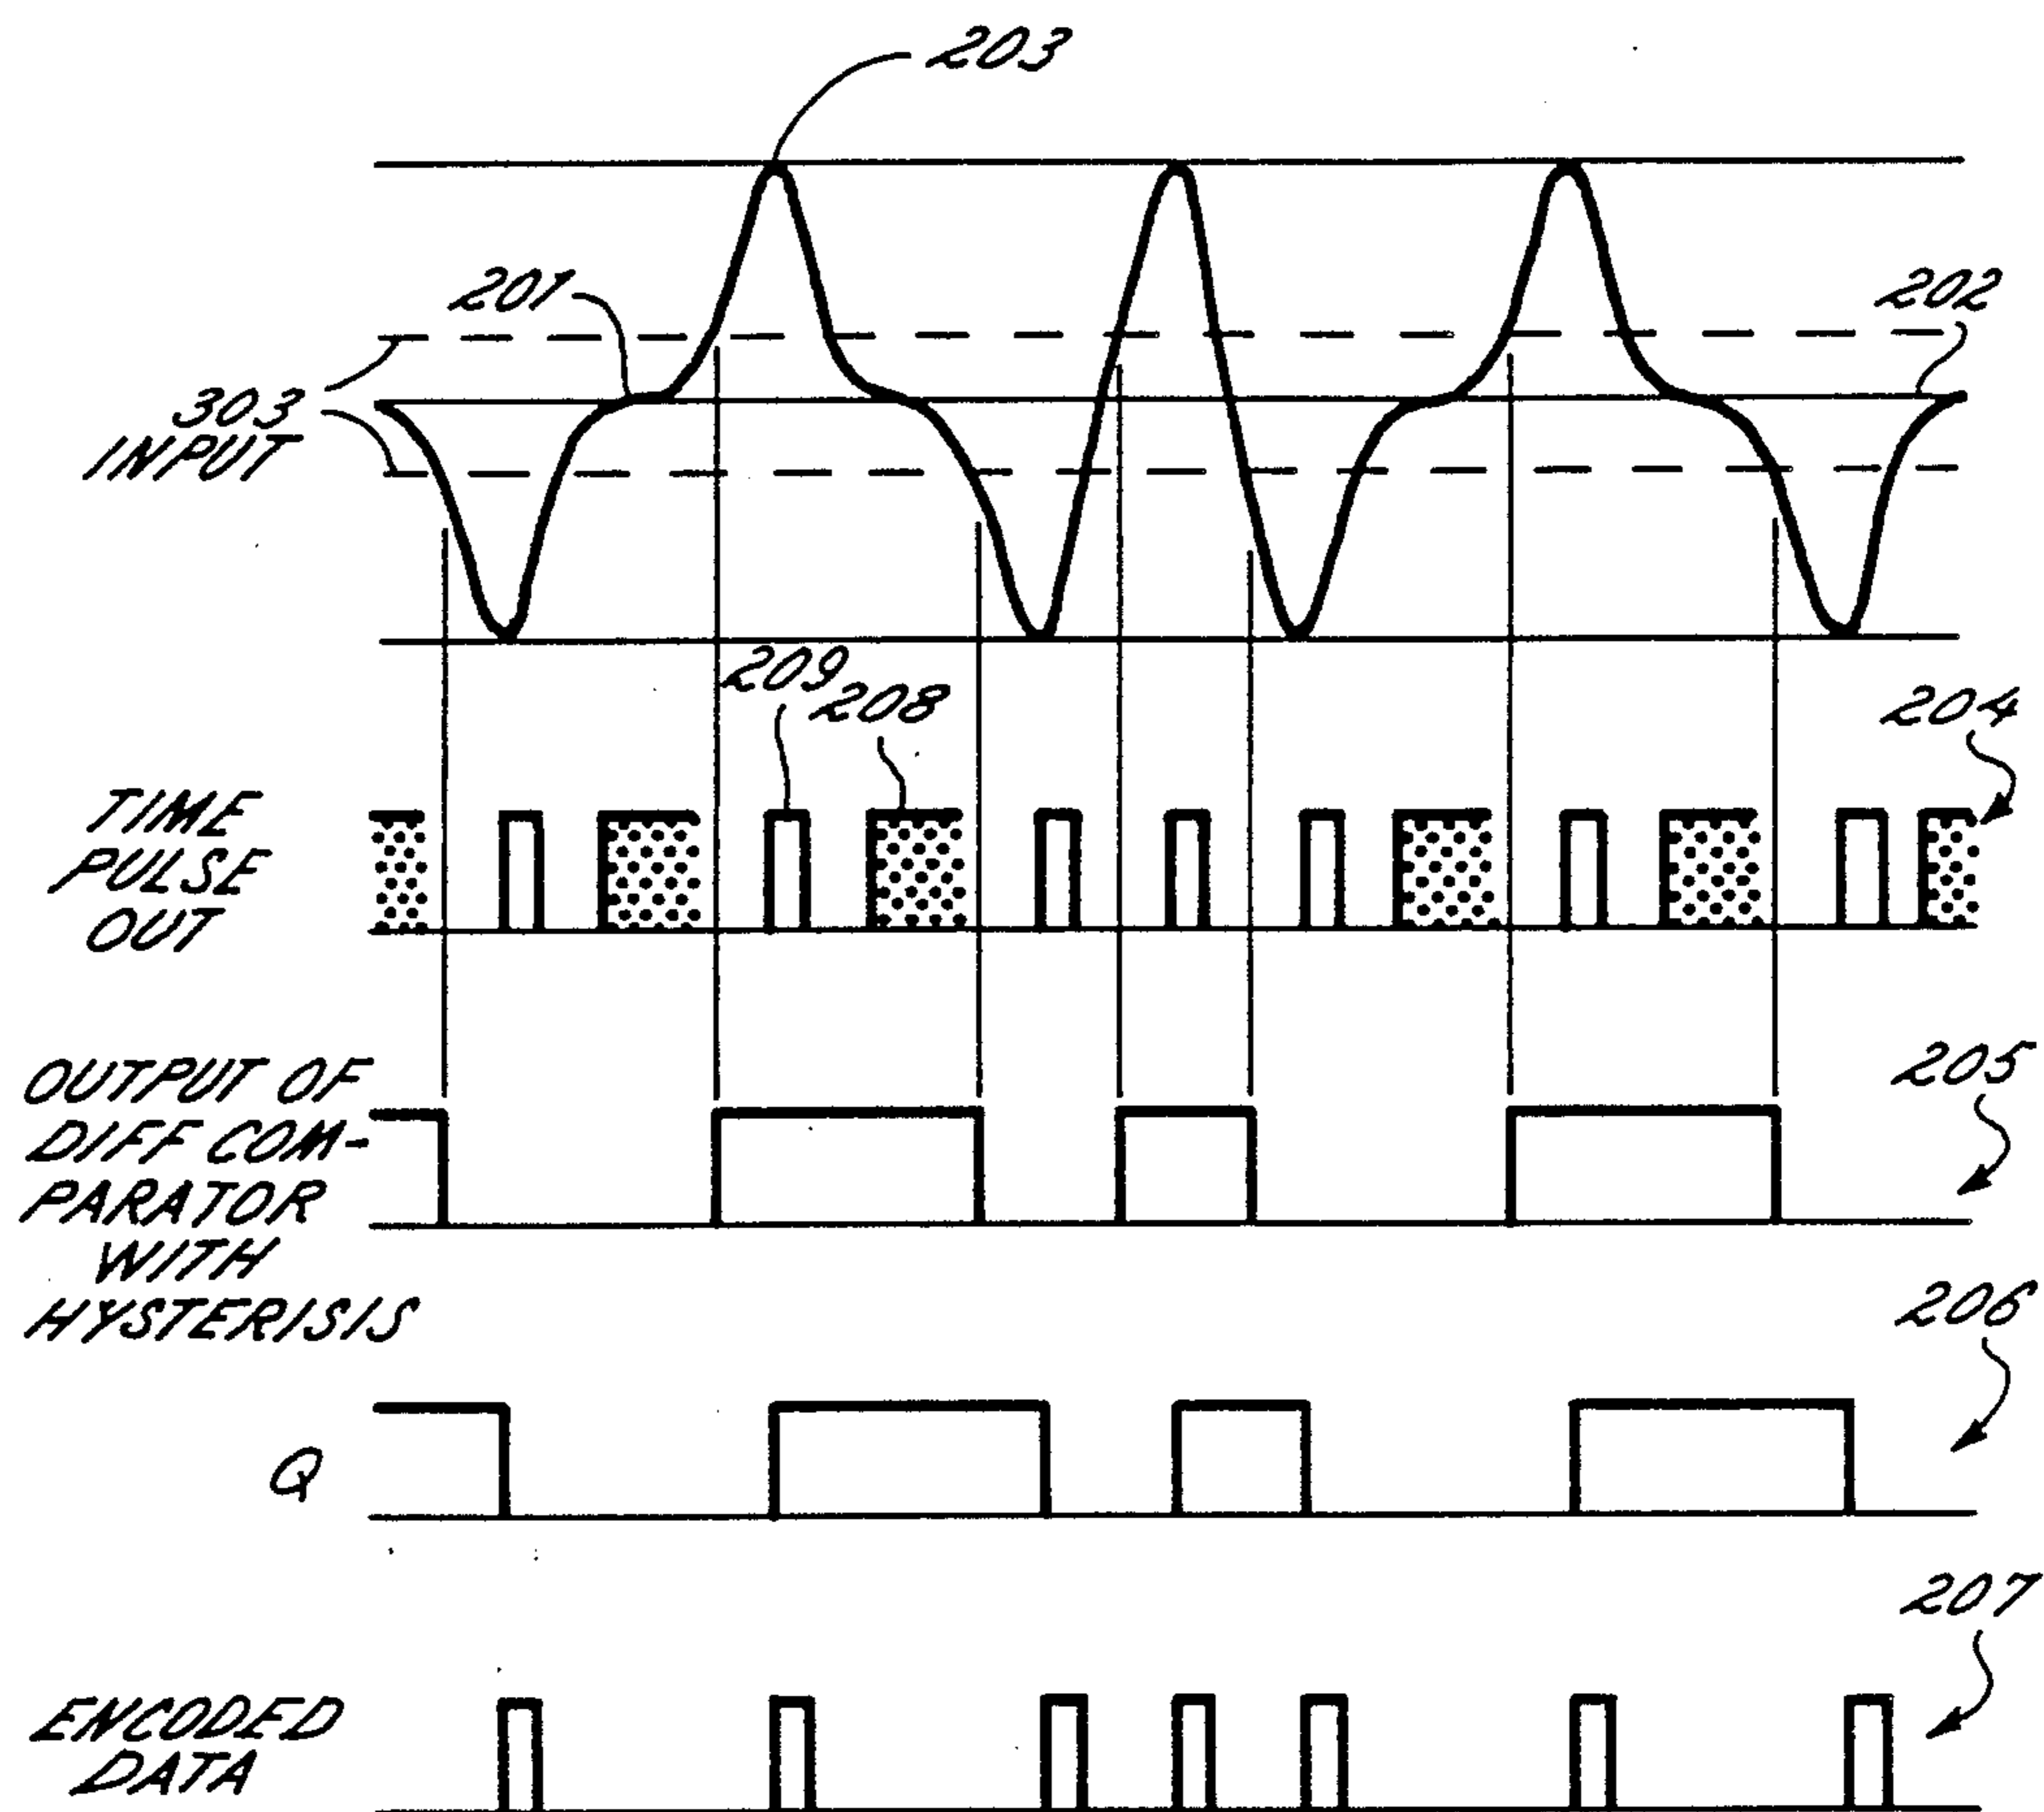 203
201
202
303
INPUT
209
208
204
TIME
PULSE
OUT
205
OUTPUT OF
DIFF COM-
PARATOR
WITH
HYSTERISIS
206
Q
207
ENCODED
DATA